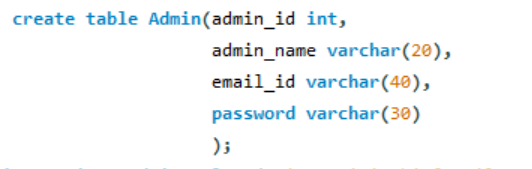 create table Admin(admin_id int,
admin_name varchar(20),
email_id varchar(40),
password varchar(30)
);